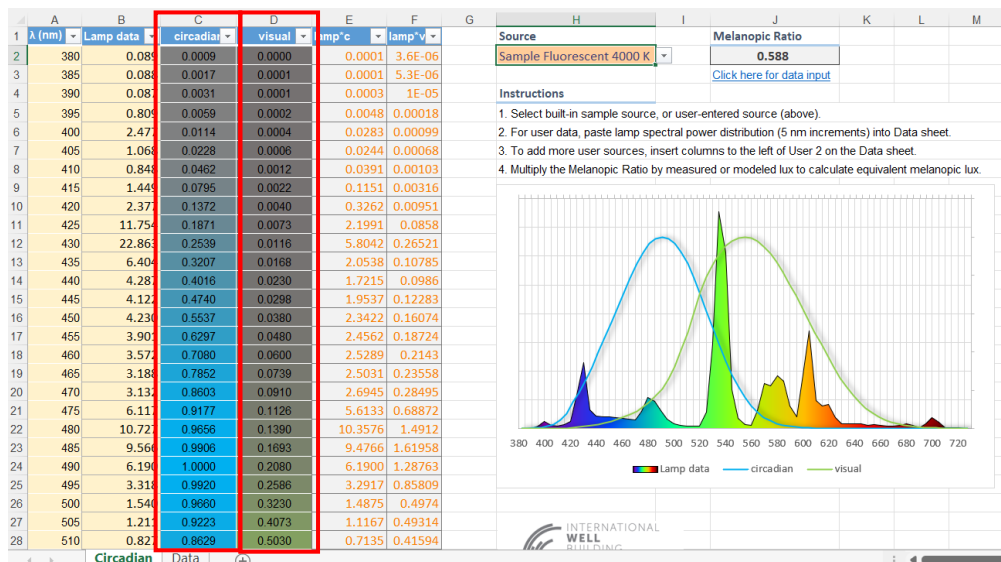 A B C D E F G H I J K L M
1 λ (nm) Lamp data circadiar visual lamp*c lamp*v Source Melanopic Ratio
2 380 0.089 0.0009 0.0000 0.0001 3.6E-06 Sample Fluorescent 4000 K 0.588
3 385 0.088 0.0017 0.0001 0.0001 5.3E-06 Click here for data input
4 390 0.087 0.0031 0.0001 0.0003 1E-05 Instructions
5 395 0.809 0.0059 0.0002 0.0048 0.00018 1. Select built-in sample source, or user-entered source (above).
6 400 2.477 0.0114 0.0004 0.0283 0.00099 2. For user data, paste lamp spectral power distribution (5 nm increments) into Data sheet.
7 405 1.068 0.0228 0.0006 0.0244 0.00068 3. To add more user sources, insert columns to the left of User 2 on the Data sheet.
8 410 0.848 0.0462 0.0012 0.0391 0.00103 4. Multiply the Melanopic Ratio by measured or modeled lux to calculate equivalent melanopic lux.
9 415 1.449 0.0795 0.0022 0.1151 0.00316
10 420 2.377 0.1372 0.0040 0.3262 0.00951
11 425 11.754 0.1871 0.0073 2.1991 0.0858
12 430 22.863 0.2539 0.0116 5.8042 0.26521
13 435 6.404 0.3207 0.0168 2.0538 0.10785
14 440 4.287 0.4016 0.0230 1.7215 0.0986
15 445 4.122 0.4740 0.0298 1.9537 0.12283
16 450 4.230 0.5537 0.0380 2.3422 0.16074
17 455 3.901 0.6297 0.0480 2.4562 0.18724
18 460 3.572 0.7080 0.0600 2.5289 0.2143
19 465 3.188 0.7852 0.0739 2.5031 0.23558
20 470 3.132 0.8603 0.0910 2.6945 0.28495
21 475 6.117 0.9177 0.1126 5.6133 0.68872
22 480 10.727 0.9656 0.1390 10.3576 1.4912
23 485 9.566 0.9906 0.1693 9.4766 1.61958
24 490 6.190 1.0000 0.2080 6.1900 1.28763
25 495 3.318 0.9920 0.2586 3.2917 0.85809
26 500 1.540 0.9660 0.3230 1.4875 0.4974
27 505 1.211 0.9223 0.4073 1.1167 0.49314
28 510 0.827 0.8629 0.5030 0.7135 0.41594
380 400 420 440 460 480 500 520 540 560 580 600 620 640 660 680 700 720
Lamp data circadian visual
INTERNATIONAL
WELL
BUILDING
Circadian Data